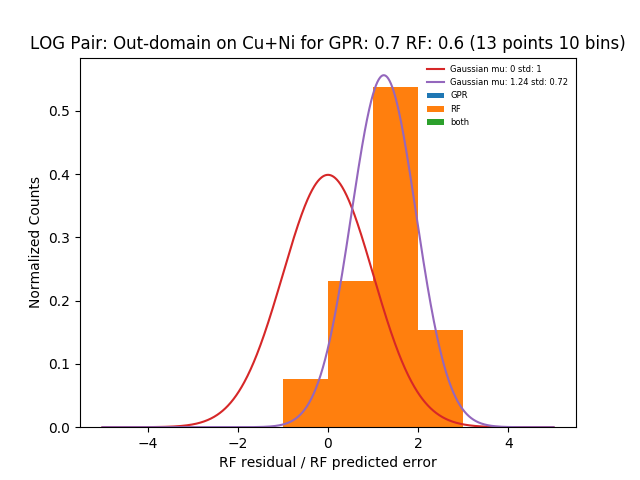 LOG Pair: Out-domain on Cu+Ni for GPR: 0.7 RF: 0.6 (13 points 10 bins)
Gaussian mu: 0 std: 1
Gaussian mu: 1.24 std: 0.72
GPR
RF
both
Normalized Counts
0.5
0.4
0.3
0.2
0.1
0.0
−4
−2
0
2
4
RF residual / RF predicted error